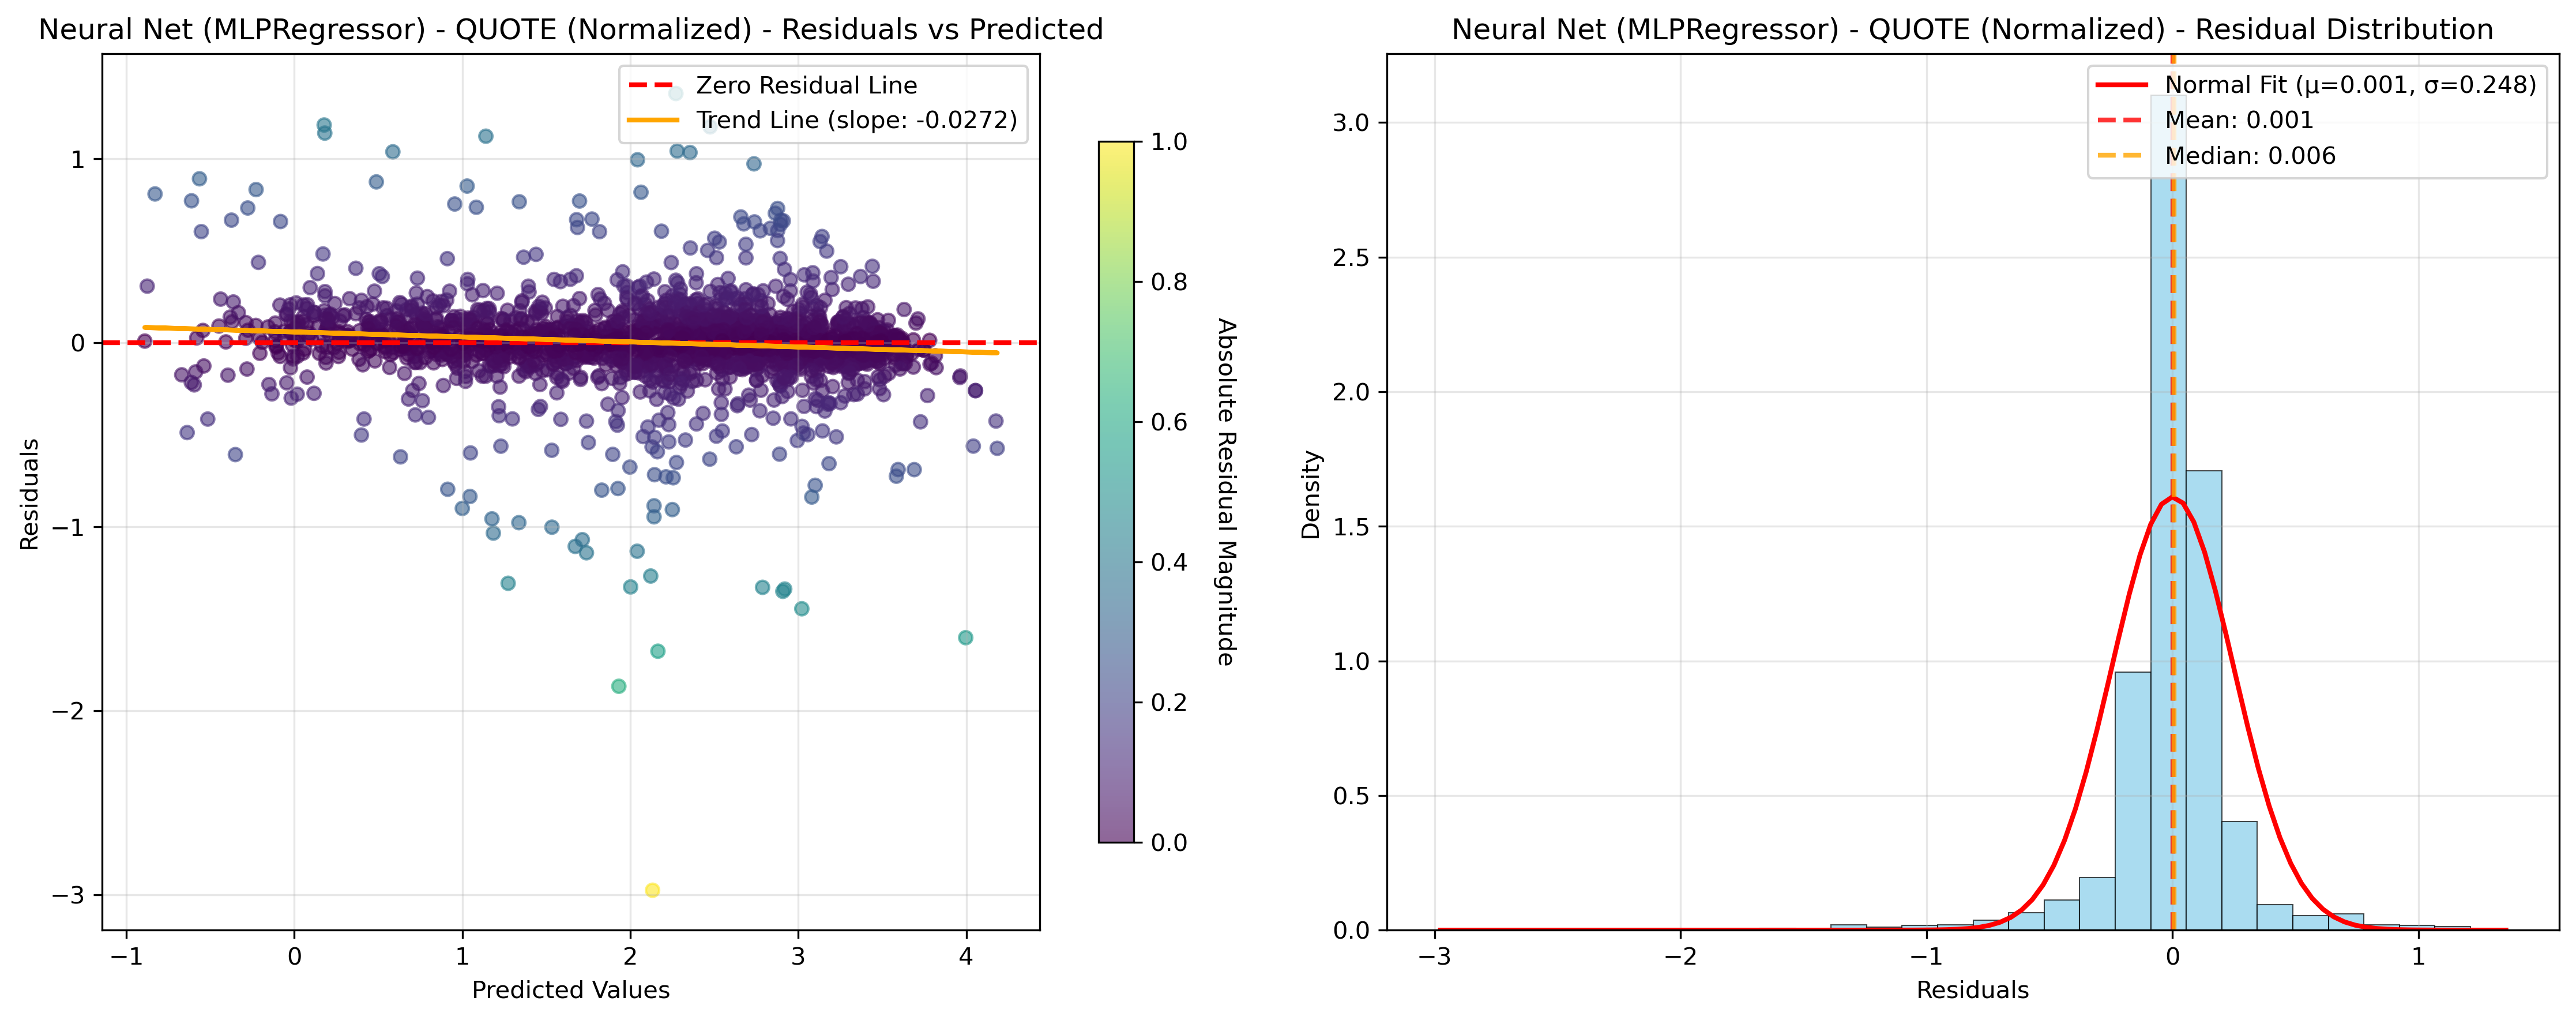 Neural Net (MLPRegressor) - QUOTE (Normalized) - Residuals vs Predicted
Zero Residual Line
Trend Line (slope: -0.0272)
1
0
−1
−2
−3
Residuals
−1
0
1
2
3
4
Predicted Values
1.0
0.8
0.6
0.4
0.2
0.0
Absolute Residual Magnitude
Neural Net (MLPRegressor) - QUOTE (Normalized) - Residual Distribution
Normal Fit (μ=0.001, σ=0.248)
Mean: 0.001
Median: 0.006
3.0
2.5
2.0
1.5
1.0
0.5
0.0
Density
−3
−2
−1
0
1
Residuals